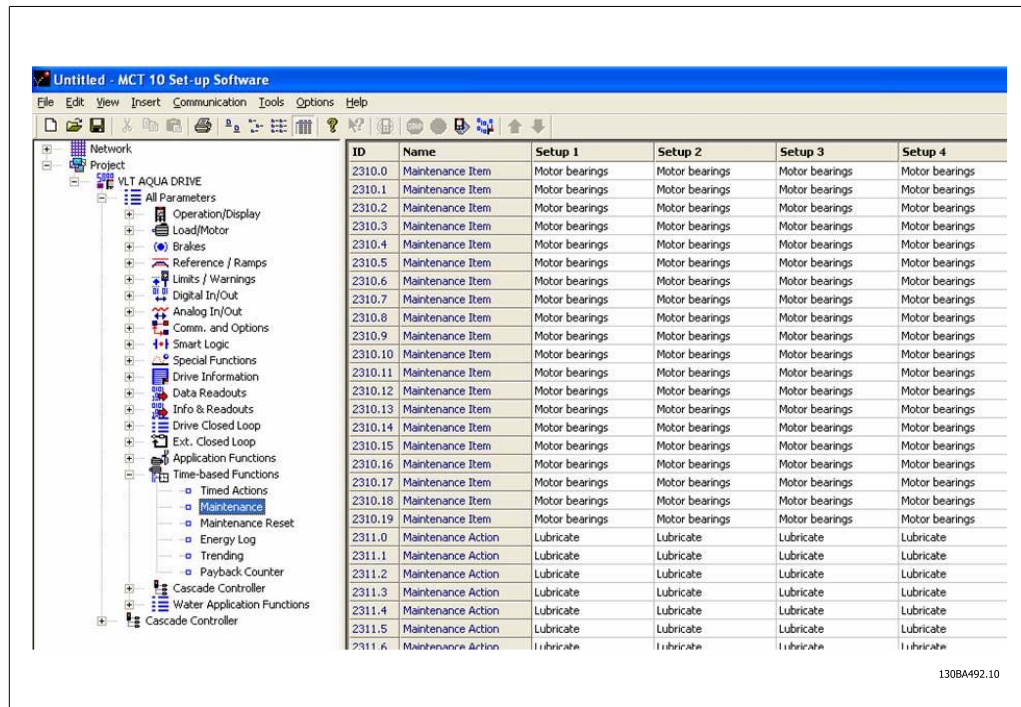 Untitled - MCT 10 Set-up Software
File Edit View Insert Communication Tools Options Help
Network
Project
VLT AQUA DRIVE
All Parameters
Operation/Display
Load/Motor
Brakes
Reference / Ramps
Limits / Warnings
Digital In/Out
Analog In/Out
Comm. and Options
Smart Logic
Special Functions
Drive Information
Data Readouts
Info & Readouts
Drive Closed Loop
Ext. Closed Loop
Application Functions
Time-based Functions
Timed Actions
Maintenance
Maintenance Reset
Energy Log
Trending
Payback Counter
Cascade Controller
Water Application Functions
Cascade Controller
ID Name Setup 1 Setup 2 Setup 3 Setup 4
2310.0 Maintenance Item Motor bearings Motor bearings Motor bearings Motor bearings
2310.1 Maintenance Item Motor bearings Motor bearings Motor bearings Motor bearings
2310.2 Maintenance Item Motor bearings Motor bearings Motor bearings Motor bearings
2310.3 Maintenance Item Motor bearings Motor bearings Motor bearings Motor bearings
2310.4 Maintenance Item Motor bearings Motor bearings Motor bearings Motor bearings
2310.5 Maintenance Item Motor bearings Motor bearings Motor bearings Motor bearings
2310.6 Maintenance Item Motor bearings Motor bearings Motor bearings Motor bearings
2310.7 Maintenance Item Motor bearings Motor bearings Motor bearings Motor bearings
2310.8 Maintenance Item Motor bearings Motor bearings Motor bearings Motor bearings
2310.9 Maintenance Item Motor bearings Motor bearings Motor bearings Motor bearings
2310.10 Maintenance Item Motor bearings Motor bearings Motor bearings Motor bearings
2310.11 Maintenance Item Motor bearings Motor bearings Motor bearings Motor bearings
2310.12 Maintenance Item Motor bearings Motor bearings Motor bearings Motor bearings
2310.13 Maintenance Item Motor bearings Motor bearings Motor bearings Motor bearings
2310.14 Maintenance Item Motor bearings Motor bearings Motor bearings Motor bearings
2310.15 Maintenance Item Motor bearings Motor bearings Motor bearings Motor bearings
2310.16 Maintenance Item Motor bearings Motor bearings Motor bearings Motor bearings
2310.17 Maintenance Item Motor bearings Motor bearings Motor bearings Motor bearings
2310.18 Maintenance Item Motor bearings Motor bearings Motor bearings Motor bearings
2310.19 Maintenance Item Motor bearings Motor bearings Motor bearings Motor bearings
2311.0 Maintenance Action Lubricate Lubricate Lubricate Lubricate
2311.1 Maintenance Action Lubricate Lubricate Lubricate Lubricate
2311.2 Maintenance Action Lubricate Lubricate Lubricate Lubricate
2311.3 Maintenance Action Lubricate Lubricate Lubricate Lubricate
2311.4 Maintenance Action Lubricate Lubricate Lubricate Lubricate
2311.5 Maintenance Action Lubricate Lubricate Lubricate Lubricate
2311.6 Maintenance Action Lubricate Lubricate Lubricate Lubricate
130BA492.10